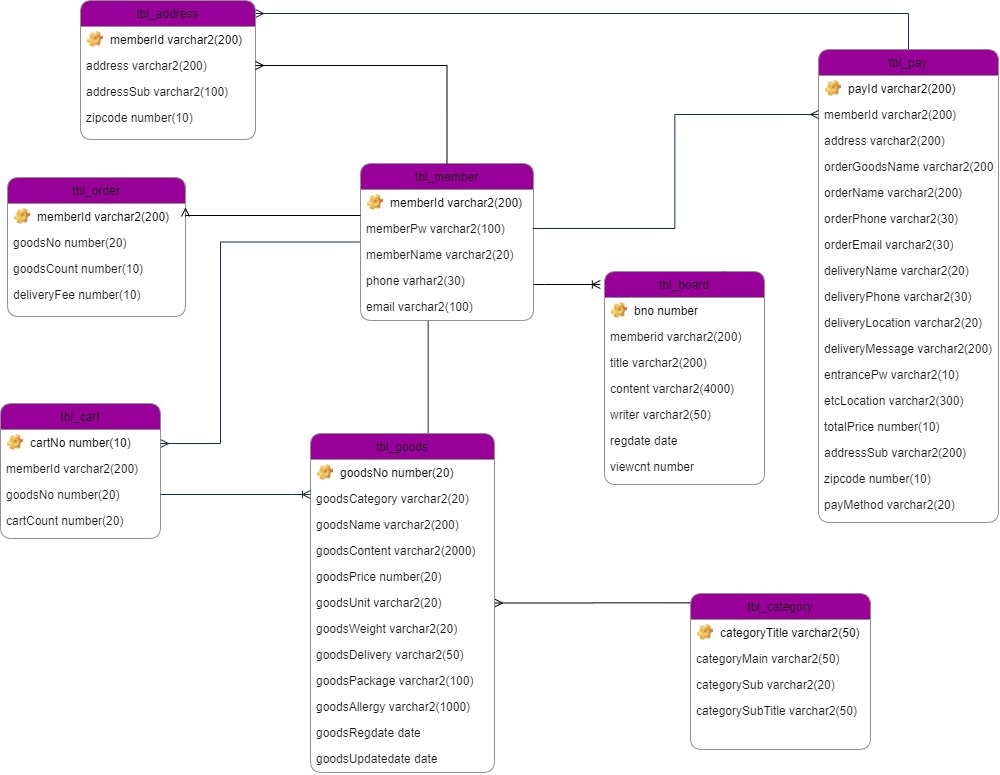 tbl_address
memberId varchar2(200)
address varchar2(200)
addressSub varchar2(100)
zipcode number(10)
tbl_pay
payId varchar2(200)
memberId varchar2(200)
address varchar2(200)
orderGoodsName varchar2(200
orderName varchar2(200)
orderPhone varchar2(30)
orderEmail varchar2(30)
deliveryName varchar2(20)
deliveryPhone varchar2(30)
deliveryLocation varchar2(20)
deliveryMessage varchar2(200)
entrancePw varchar2(10)
etcLocation varchar2(300)
totalPrice number(10)
addressSub varchar2(200)
zipcode number(10)
payMethod varchar2(20)
tbl_member
memberId varchar2(200)
memberPw varchar2(100)
memberName varchar2(20)
phone varhar2(30)
email varchar2(100)
tbl_order
memberId varchar2(200)
goodsNo number(20)
goodsCount number(10)
deliveryFee number(10)
tbl_board
bno number
memberid varchar2(200)
title varchar2(200)
content varchar2(4000)
writer varchar2(50)
regdate date
viewcnt number
tbl_cart
cartNo number(10)
memberId varchar2(200)
goodsNo number(20)
cartCount number(20)
tbl_goods
goodsNo number(20)
goodsCategory varchar2(20)
goodsName varchar2(200)
goodsContent varchar2(2000)
goodsPrice number(20)
goodsUnit varchar2(20)
goodsWeight varchar2(20)
goodsDelivery varchar2(50)
goodsPackage varchar2(100)
goodsAllergy varchar2(1000)
goodsRegdate date
goodsUpdatedate date
tbl_category
categoryTitle varchar2(50)
categoryMain varchar2(50)
categorySub varchar2(20)
categorySubTitle varchar2(50)